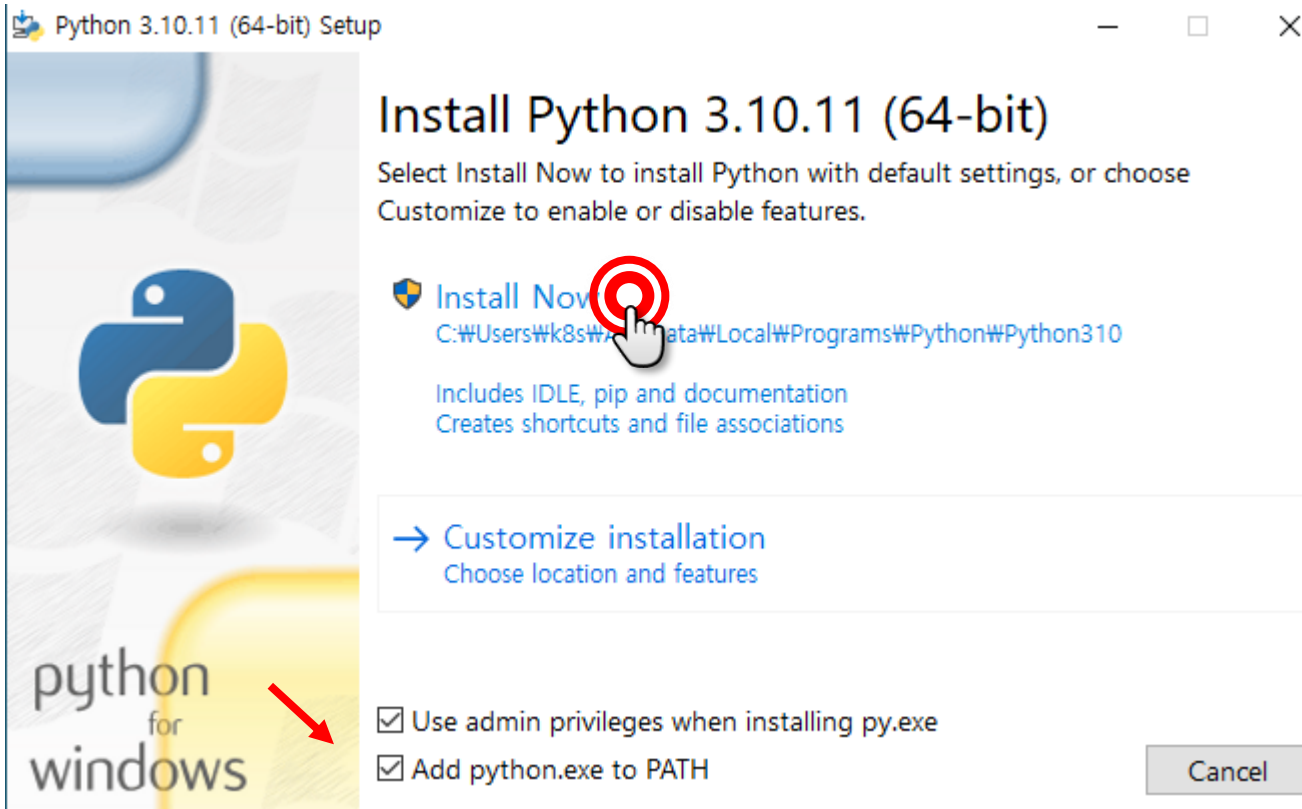 Python 3.10.11 (64-bit) Setup
Install Python 3.10.11 (64-bit)
Select Install Now to install Python with default settings, or choose
Customize to enable or disable features.
Install Now
C:₩Users₩k8s₩A ata₩Local₩Programs₩Python₩Python310
Includes IDLE, pip and documentation
Creates shortcuts and file associations
Customize installation
Choose location and features
python
for
windows
Use admin privileges when installing py.exe
Add python.exe to PATH
Cancel